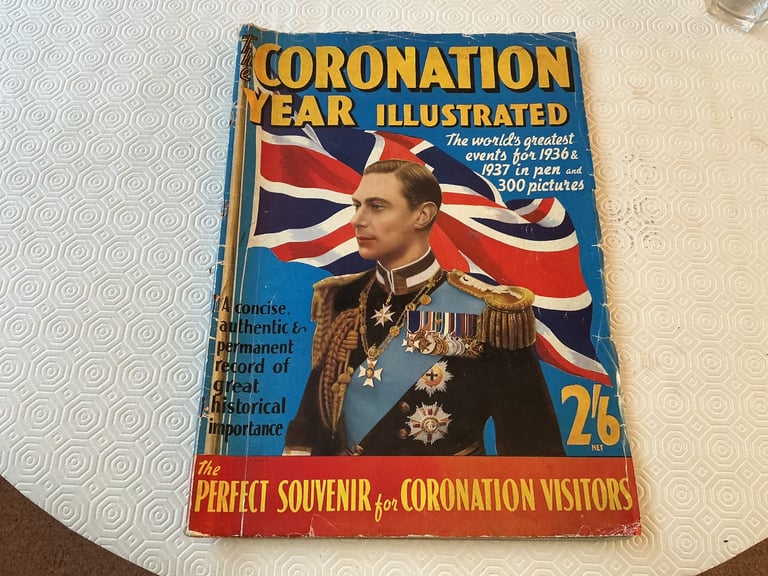 The
CORONATION
YEAR ILLUSTRATED
The world's greatest
events for 1936 &
1937 in pen and
300 pictures
A concise,
authentic &
permanent
record of
great
historical
importance
2'/6
NET
The
PERFECT SOUVENIR for CORONATION VISITORS